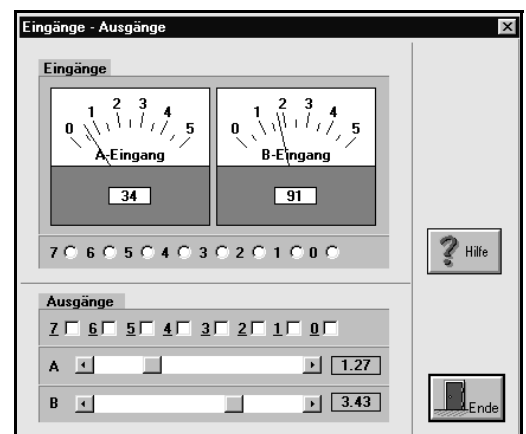 Eingänge - Ausgänge
Eingänge
0 1 2 3 4 5
A-Eingang
34
0 1 2 3 4 5
B-Eingang
91
7 6 5 4 3 2 1 0
Hilfe
Ausgänge
7 6 5 4 3 2 1 0
A 1.27
B 3.43
Ende